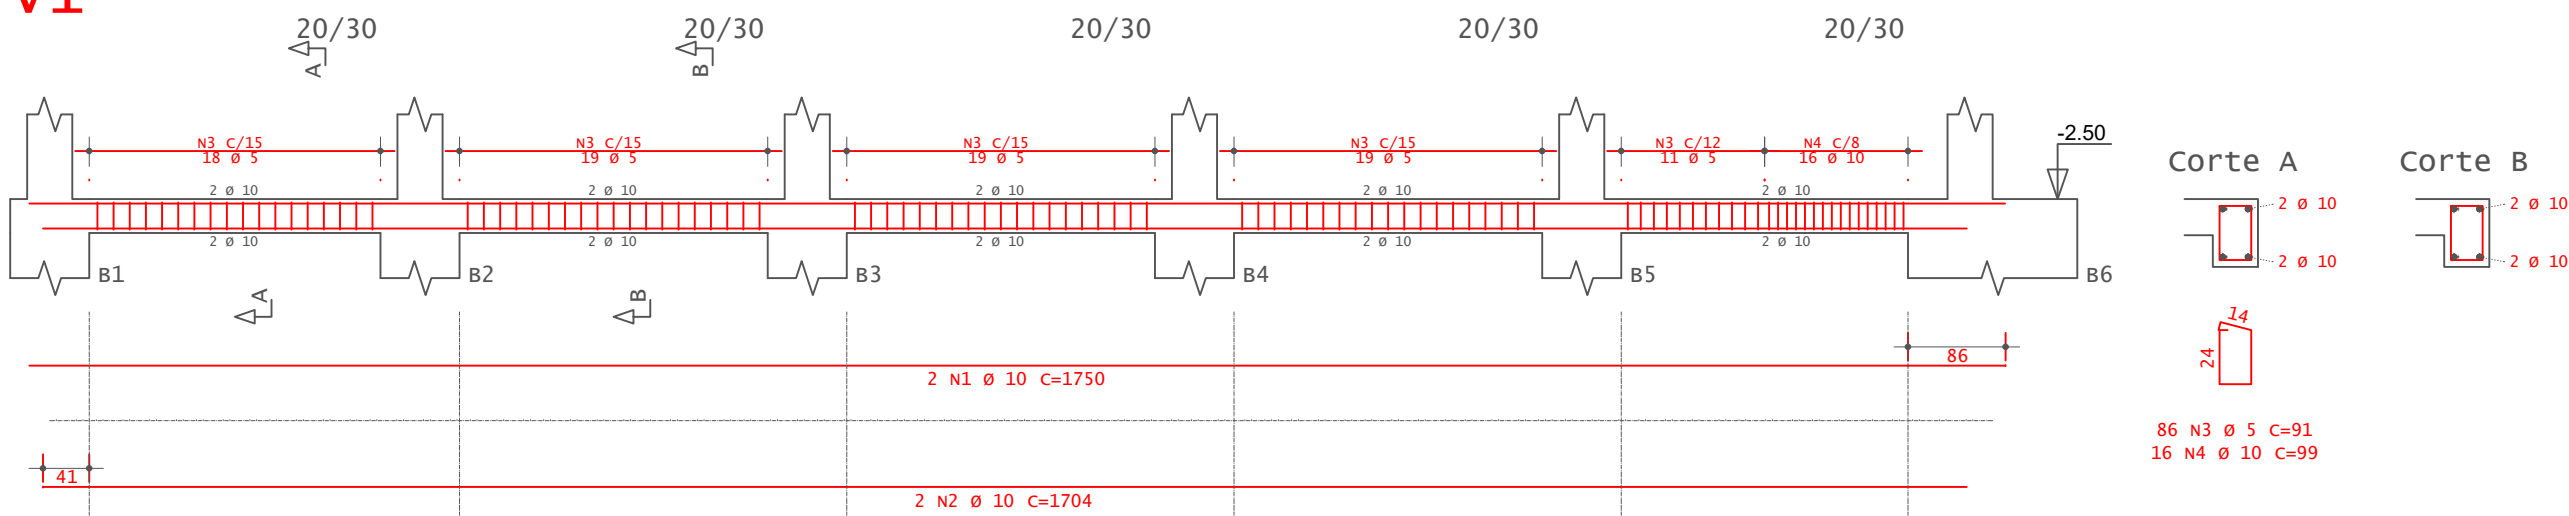 V1
20/30 20/30 20/30 20/30 20/30
A B
-2.50
N3 C/15 N3 C/15 N3 C/15 N3 C/15 N3 C/12 N4 C/8
18 Ø 5 19 Ø 5 19 Ø 5 19 Ø 5 11 Ø 5 16 Ø 10
Corte A Corte B
2 Ø 10 2 Ø 10 2 Ø 10 2 Ø 10 2 Ø 10
2 Ø 10 2 Ø 10
2 Ø 10 2 Ø 10 2 Ø 10 2 Ø 10 2 Ø 10
2 Ø 10 2 Ø 10
B1 B2 B3 B4 B5 B6
A B
14
24
86
2 N1 Ø 10 C=1750
86 N3 Ø 5 C=91
16 N4 Ø 10 C=99
41
2 N2 Ø 10 C=1704